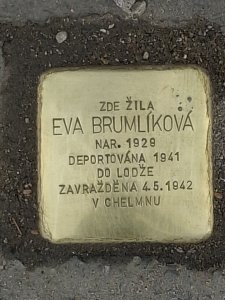 ZDE ŽILA
EVA BRUMLÍKOVÁ
NAR. 1929
DEPORTOVÁNA 1941
DO LODŽE
ZAVRAŽDĚNA 4.5.1942
V CHELMNU